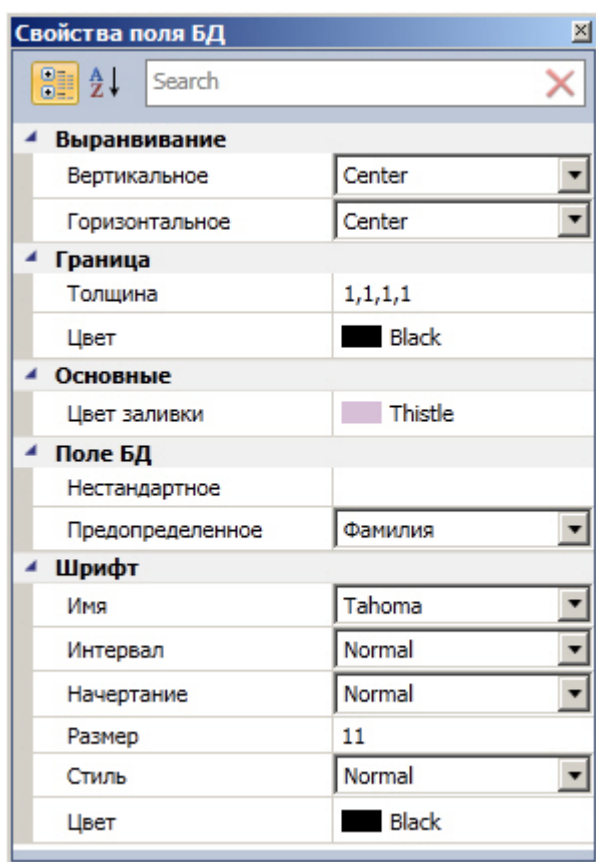 Свойства поля БД
A
Z
Search
Выранвивание
Вертикальное Center
Горизонтальное Center
Граница
Толщина 1,1,1,1
Цвет Black
Основные
Цвет заливки Thistle
Поле БД
Нестандартное
Предопределенное Фамилия
Шрифт
Имя Tahoma
Интервал Normal
Начертание Normal
Размер 11
Стиль Normal
Цвет Black